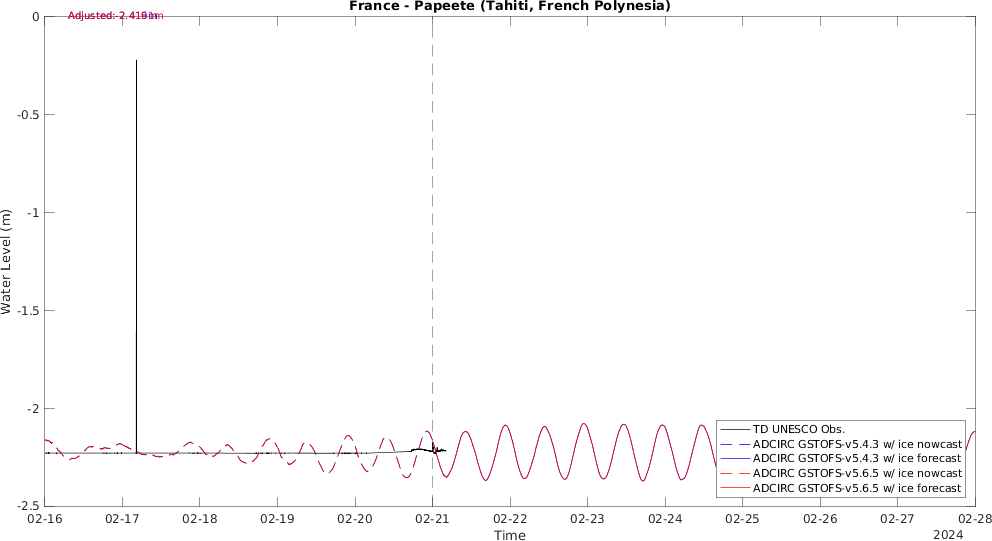 France - Papeete (Tahiti, French Polynesia)
Adjusted:
0
-0.5
-1
-1.5
-2
-2.5
Water Level (m)
TD UNESCO Obs.
ADCIRC GSTOFS-v5.4.3 w/ ice nowcast
ADCIRC GSTOFS-v5.4.3 w/ ice forecast
ADCIRC GSTOFS-v5.6.5 w/ ice nowcast
ADCIRC GSTOFS-v5.6.5 w/ ice forecast
02-16 02-17 02-18 02-19 02-20 02-21 02-22 02-23 02-24 02-25 02-26 02-27 02-28
Time
2024